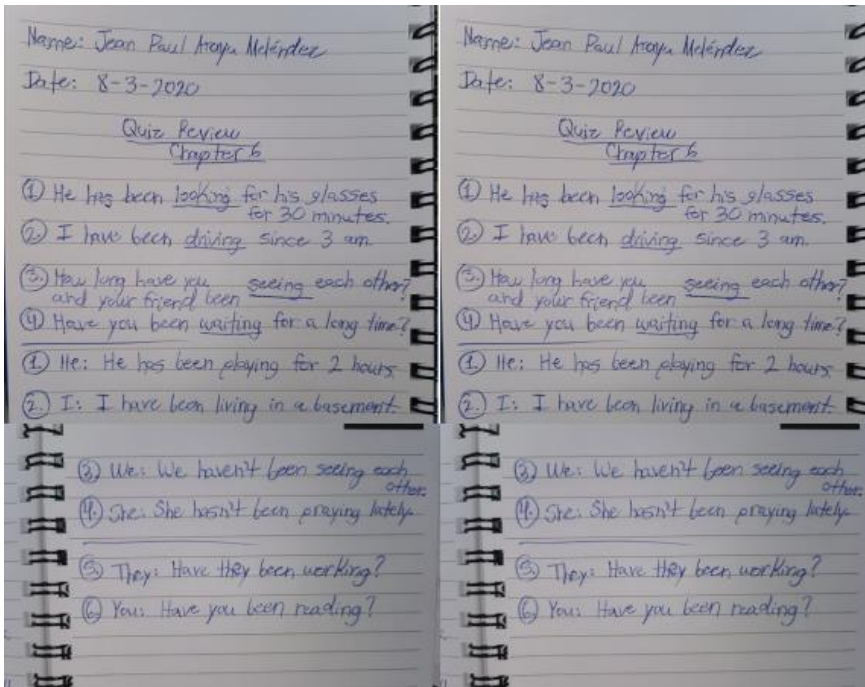 Name: Jean Paul Araya Meléndez
Date: 8-3-2020
Quiz Review
Chapter 6
① He has been looking for his glasses
for 30 minutes.
② I have been driving since 3 am.
③ How long have you seeing each other?
and your friend been
④ Have you been waiting for a long time?
① He: He has been playing for 2 hours
② I: I have been living in a basement
③ We: We haven't been seeing each
other.
④ She: She hasn't been praying lately.
⑤ They: Have they been working?
⑥ You: Have you been reading?
Name: Jean Paul Araya Meléndez
Date: 8-3-2020
Quiz Review
Chapter 6
① He has been looking for his glasses
for 30 minutes.
② I have been driving since 3 am.
③ How long have you seeing each other?
and your friend been
④ Have you been waiting for a long time?
① He: He has been playing for 2 hours
② I: I have been living in a basement
③ We: We haven't been seeing each
other.
④ She: She hasn't been praying lately.
⑤ They: Have they been working?
⑥ You: Have you been reading?